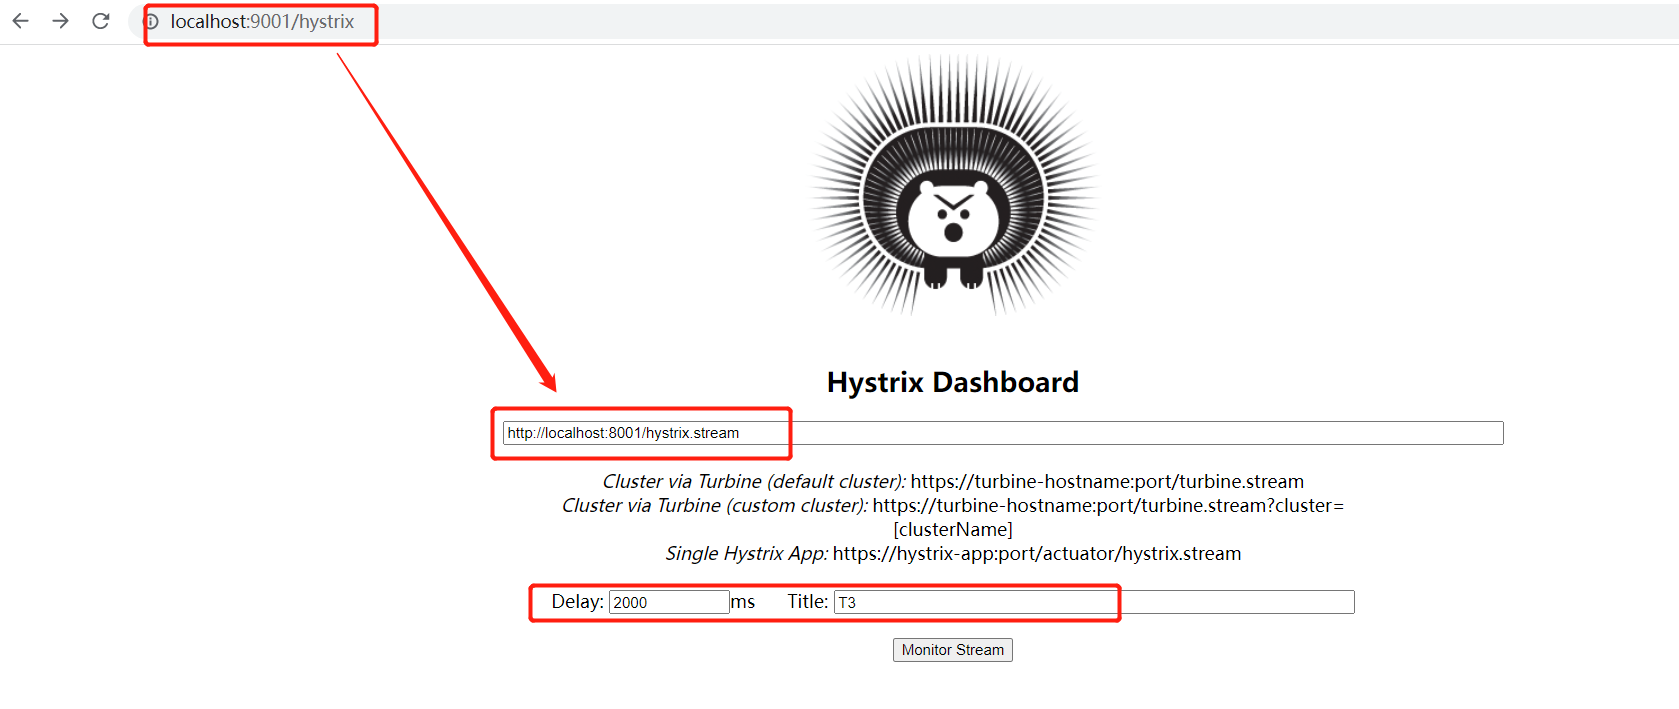 localhost:9001/hystrix
Hystrix Dashboard
http://localhost:8001/hystrix.stream
Cluster via Turbine (default cluster): https://turbine-hostname:port/turbine.stream
Cluster via Turbine (custom cluster): https://turbine-hostname:port/turbine.stream?cluster=
[clusterName]
Single Hystrix App: https://hystrix-app:port/actuator/hystrix.stream
Delay: 2000 ms Title: T3
Monitor Stream